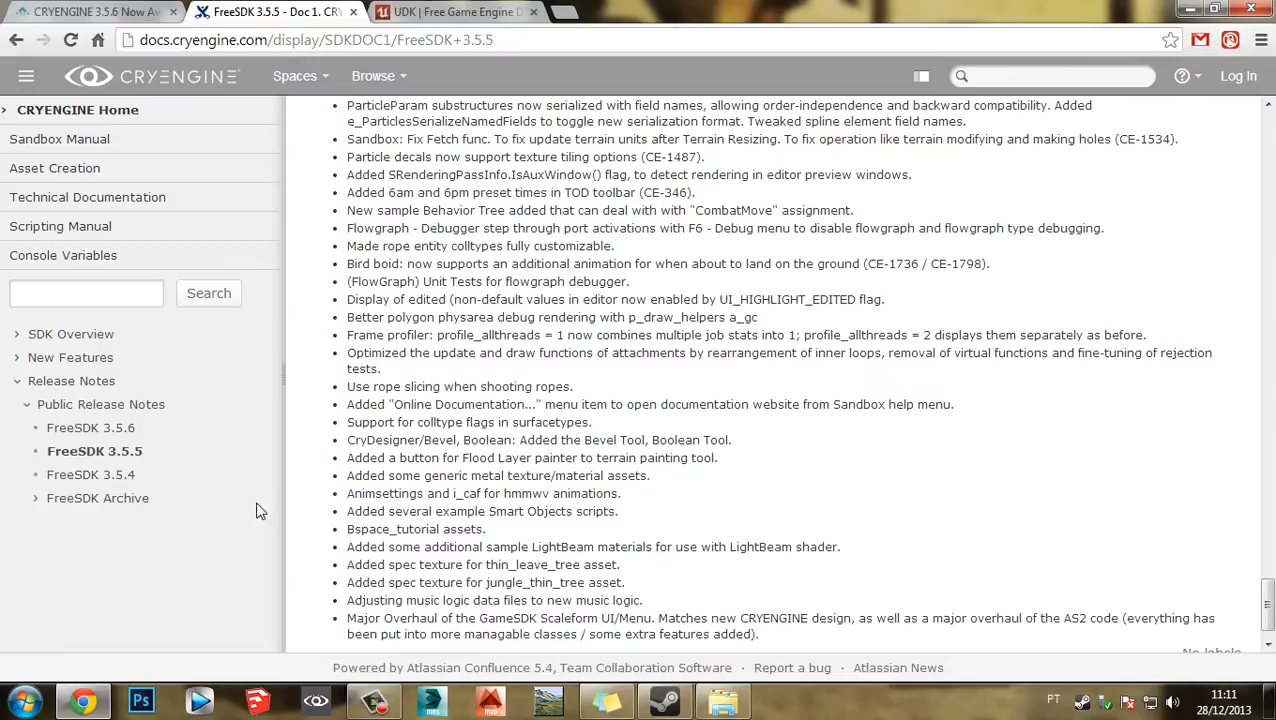 CRYENGINE 3.5.6 Now Av
FreeSDK 3.5.5 - Doc 1. CRY
UDK | Free Game Engine D
docs.cryengine.com/display/SDKDOC1/FreeSDK+3.5.5
CRYENGINE Spaces Browse Log In
CRYENGINE Home
Sandbox Manual
Asset Creation
Technical Documentation
Scripting Manual
Console Variables
Search
SDK Overview
New Features
Release Notes
Public Release Notes
FreeSDK 3.5.6
FreeSDK 3.5.5
FreeSDK 3.5.4
FreeSDK Archive
• ParticleParam substructures now serialized with field names, allowing order-independence and backward compatibility. Added
e_ParticlesSerializeNamedFields to toggle new serialization format. Tweaked spline element field names.
• Sandbox: Fix Fetch func. To fix update terrain units after Terrain Resizing. To fix operation like terrain modifying and making holes (CE-1534).
• Particle decals now support texture tiling options (CE-1487).
• Added SRenderingPassInfo.IsAuxWindow() flag, to detect rendering in editor preview windows.
• Added 6am and 6pm preset times in TOD toolbar (CE-346).
• New sample Behavior Tree added that can deal with with "CombatMove" assignment.
• Flowgraph - Debugger step through port activations with F6 - Debug menu to disable flowgraph and flowgraph type debugging.
• Made rope entity colltypes fully customizable.
• Bird boid: now supports an additional animation for when about to land on the ground (CE-1736 / CE-1798).
• (FlowGraph) Unit Tests for flowgraph debugger.
• Display of edited (non-default values in editor now enabled by UI_HIGHLIGHT_EDITED flag.
• Better polygon physarea debug rendering with p_draw_helpers a_gc
• Frame profiler: profile_allthreads = 1 now combines multiple job stats into 1; profile_allthreads = 2 displays them separately as before.
• Optimized the update and draw functions of attachments by rearrangement of inner loops, removal of virtual functions and fine-tuning of rejection
tests.
• Use rope slicing when shooting ropes.
• Added "Online Documentation..." menu item to open documentation website from Sandbox help menu.
• Support for colltype flags in surfacetypes.
• CryDesigner/Bevel, Boolean: Added the Bevel Tool, Boolean Tool.
• Added a button for Flood Layer painter to terrain painting tool.
• Added some generic metal texture/material assets.
• Animsettings and i_caf for hmmwv animations.
• Added several example Smart Objects scripts.
• Bspace_tutorial assets.
• Added some additional sample LightBeam materials for use with LightBeam shader.
• Added spec texture for thin_leave_tree asset.
• Added spec texture for jungle_thin_tree asset.
• Adjusting music logic data files to new music logic.
• Major Overhaul of the GameSDK Scaleform UI/Menu. Matches new CRYENGINE design, as well as a major overhaul of the AS2 code (everything has
been put into more managable classes / some extra features added).
No labels
Powered by Atlassian Confluence 5.4, Team Collaboration Software · Report a bug · Atlassian News
Ps
PT
11:11
28/12/2013